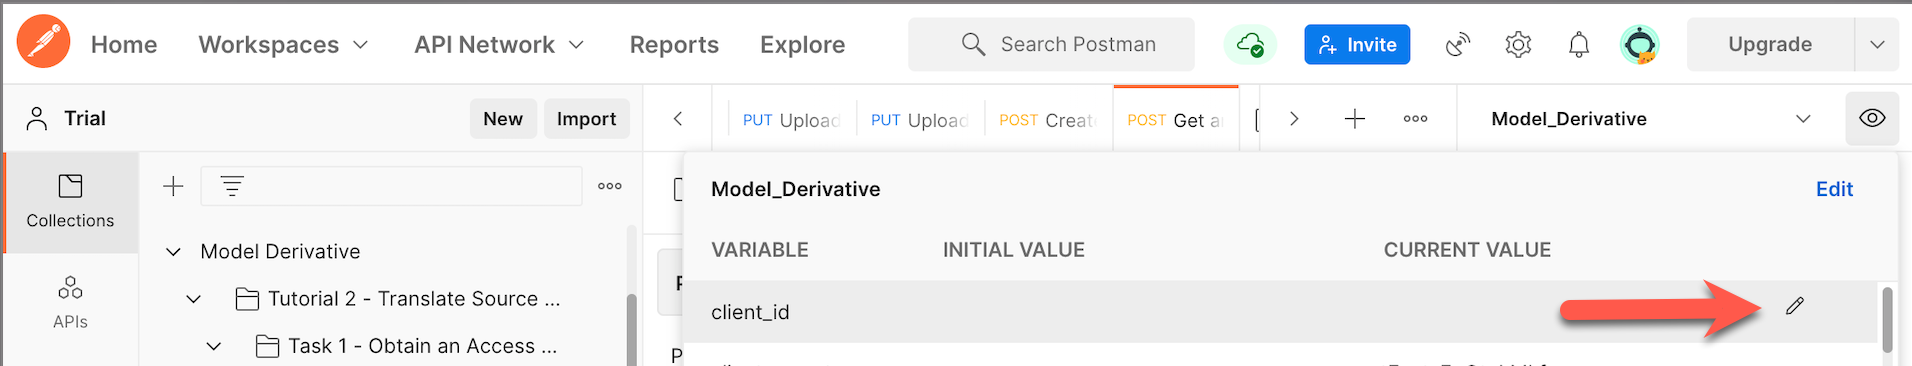 Home Workspaces API Network Reports Explore Search Postman Invite Upgrade
Trial New Import PUT Upload PUT Upload POST Create POST Get Model_Derivative
Collections
Model_Derivative Edit
VARIABLE INITIAL VALUE CURRENT VALUE
Model Derivative
Tutorial 2 - Translate Source ...
client_id
APIs
Task 1 - Obtain an Access ...